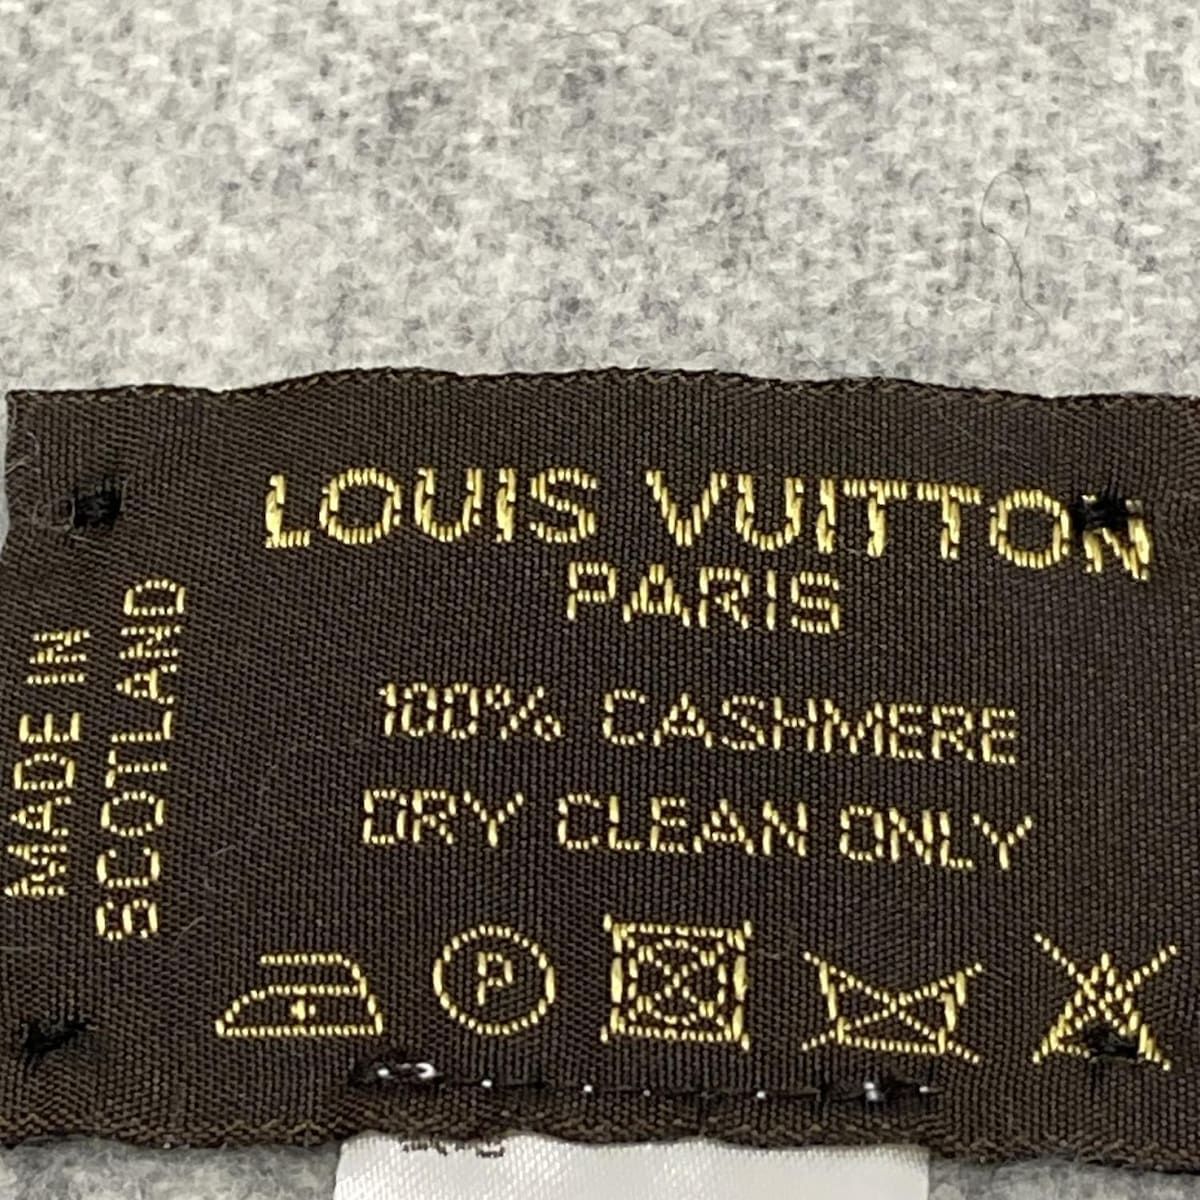 LOUIS VUITTON
PARIS
100% CASHMERE
DRY CLEAN ONLY
P
MADE IN
SCOTLAND